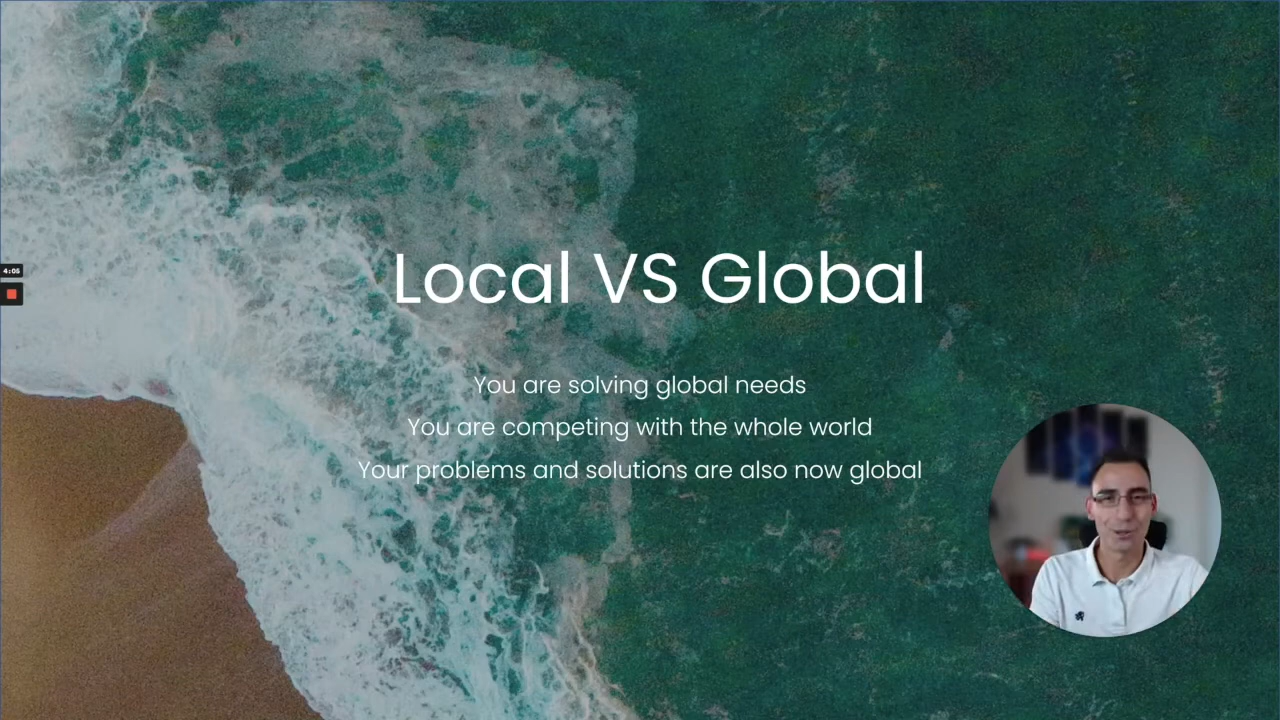 Local VS Global
You are solving global needs
You are competing with the whole world
Your problems and solutions are also now global
4:05